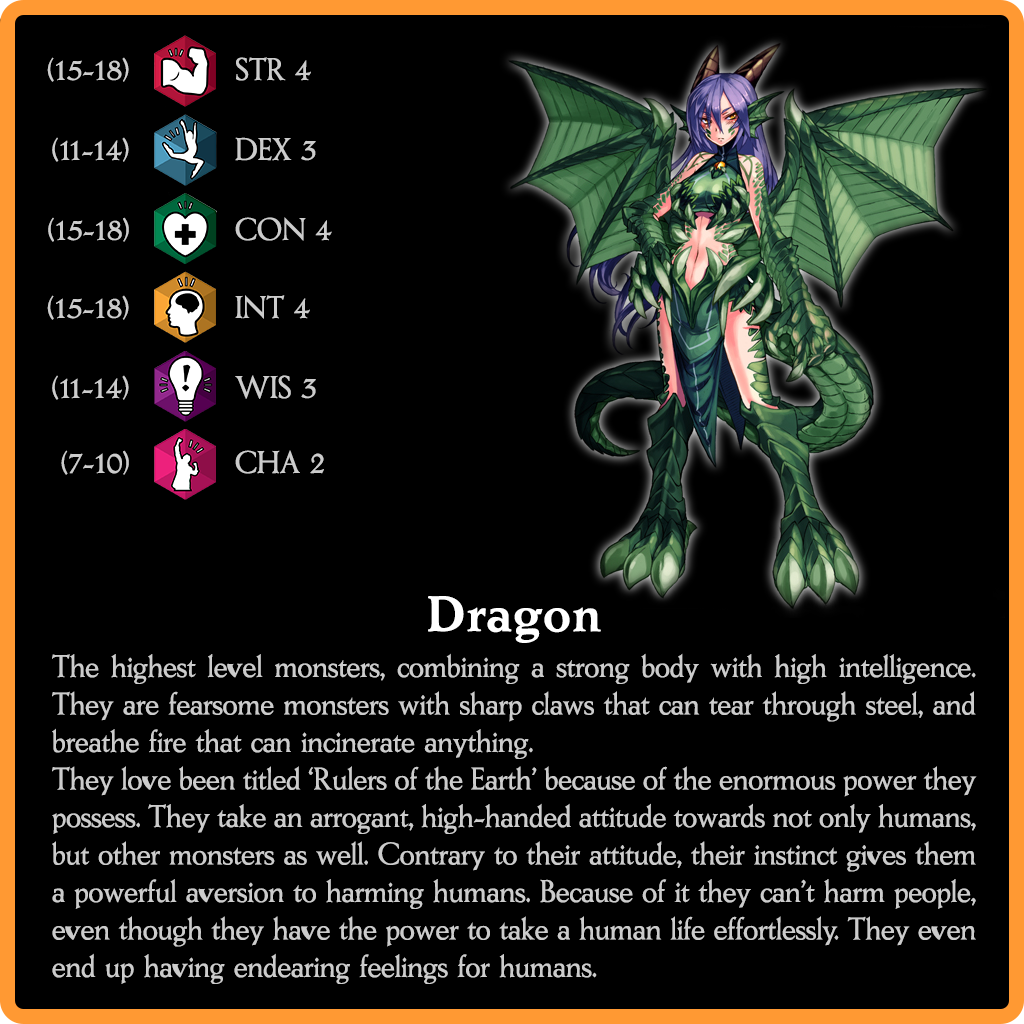 (15-18) STR 4
(11-14) DEX 3
(15-18) CON 4
(15-18) INT 4
(11-14) WIS 3
(7-10) CHA 2
Dragon
The highest level monsters, combining a strong body with high intelligence.
They are fearsome monsters with sharp claws that can tear through steel, and
breathe fire that can incinerate anything.
They love been titled ‘Rulers of the Earth’ because of the enormous power they
possess. They take an arrogant, high-handed attitude towards not only humans,
but other monsters as well. Contrary to their attitude, their instinct gives them
a powerful aversion to harming humans. Because of it they can’t harm people,
even though they have the power to take a human life effortlessly. They even
end up having endearing feelings for humans.